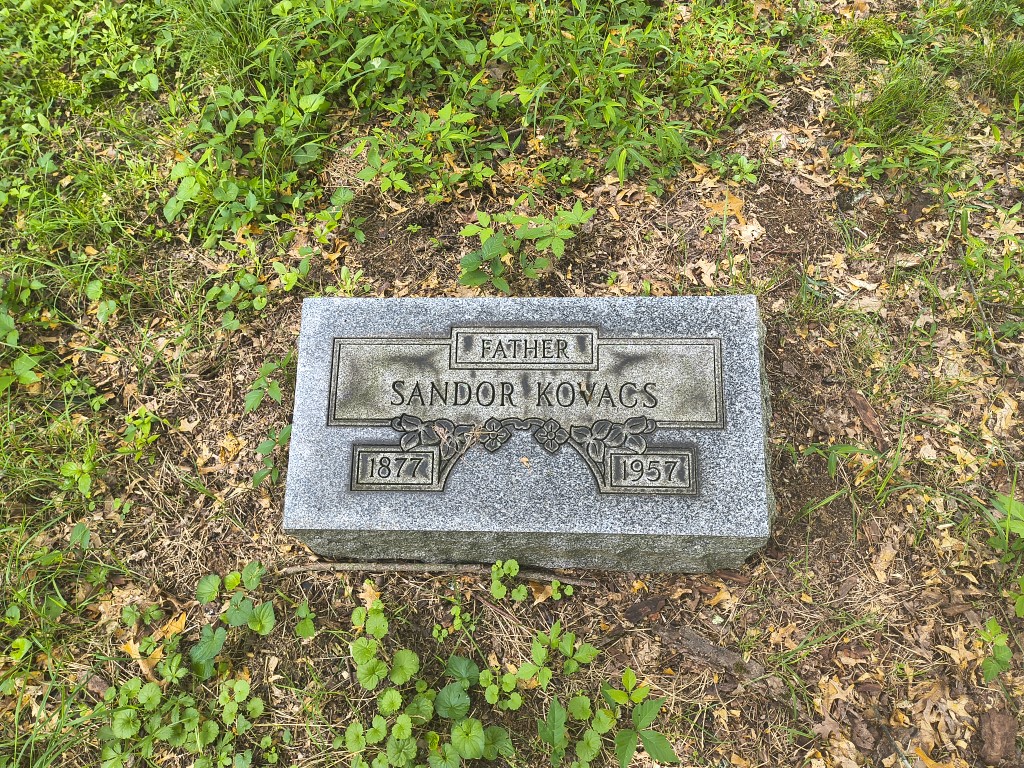 FATHER
SANDOR KOVACS
1877 1957